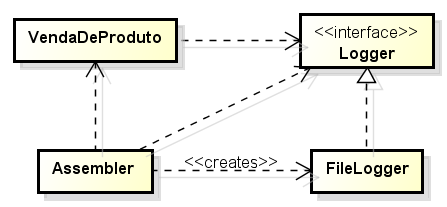 VendaDeProduto
<<interface>>
Logger
Assembler
<<creates>>
FileLogger